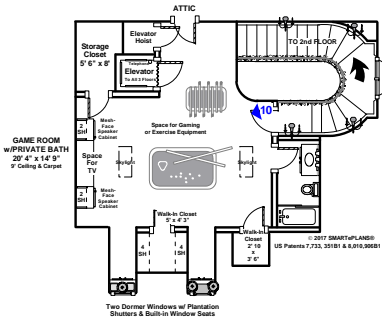 ATTIC
Elevator
Hoist
Storage
Closet
5' 6" x 8'
Telephone
Elevator
To All 3 Floors
TO 2nd FLOOR
10
2
SH
Mesh-
Face
Speaker
Cabinet
Space for Gaming
or Exercise Equipment
GAME ROOM
w/PRIVATE BATH
20' 4" x 14' 9"
9' Ceiling & Carpet
Space
For
TV
Skylight
Skylight
2
SH
Mesh-
Face
Speaker
Cabinet
Walk-In Closet
5' x 4' 3"
4
SH
4
SH
Walk-In
Closet
2' 10
x
3' 6"
© 2017 SMARTePLANS®
US Patents 7,733, 351B1 & 8,010,906B1
Two Dormer Windows w/ Plantation
Shutters & Built-in Window Seats